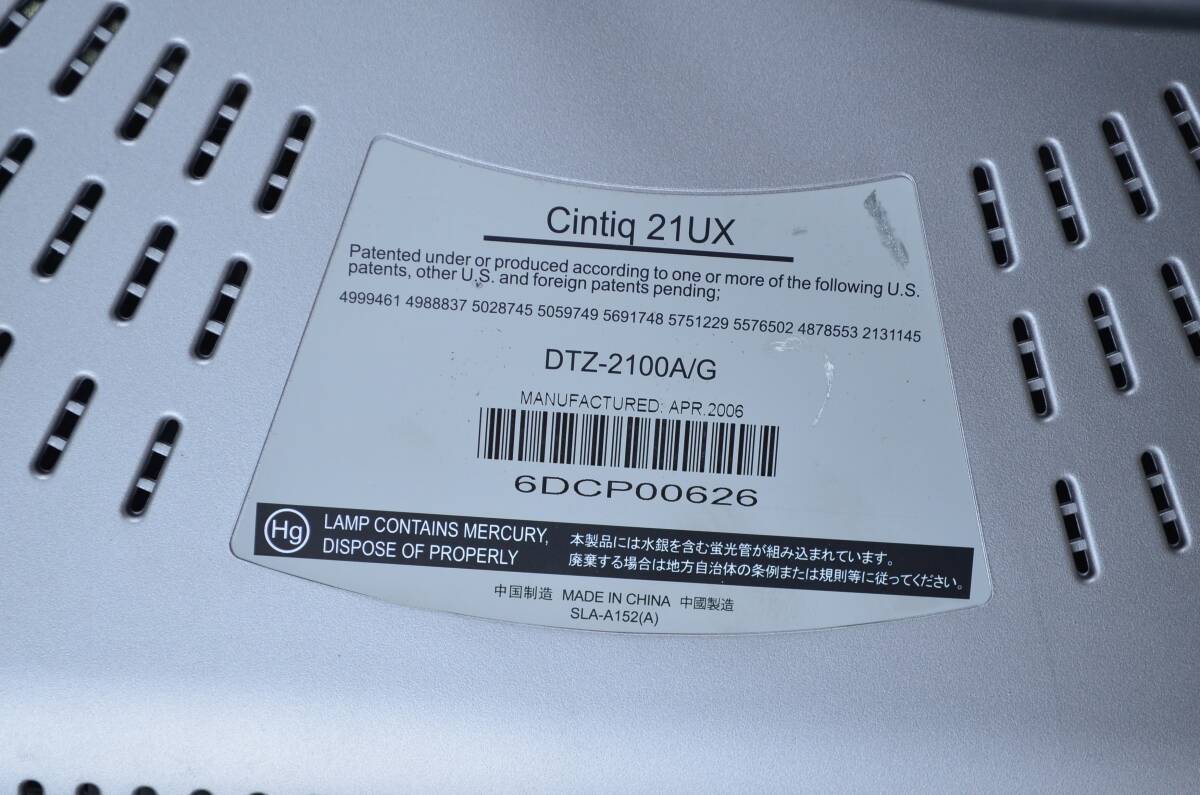 Cintiq 21UX
Patented under or produced according to one or more of the following U.S.
patents, other U.S. and foreign patents pending;
4999461 4988837 5028745 5059749 5691748 5751229 5576502 4878553 2131145
DTZ-2100A/G
MANUFACTURED: APR.2006
6DCP00626
Hg
LAMP CONTAINS MERCURY,
DISPOSE OF PROPERLY
本製品には水銀を含む蛍光管が組み込まれています。
廃棄する場合は地方自治体の条例または規則等に従ってください。
中国制造 MADE IN CHINA 中國製造
SLA-A152(A)